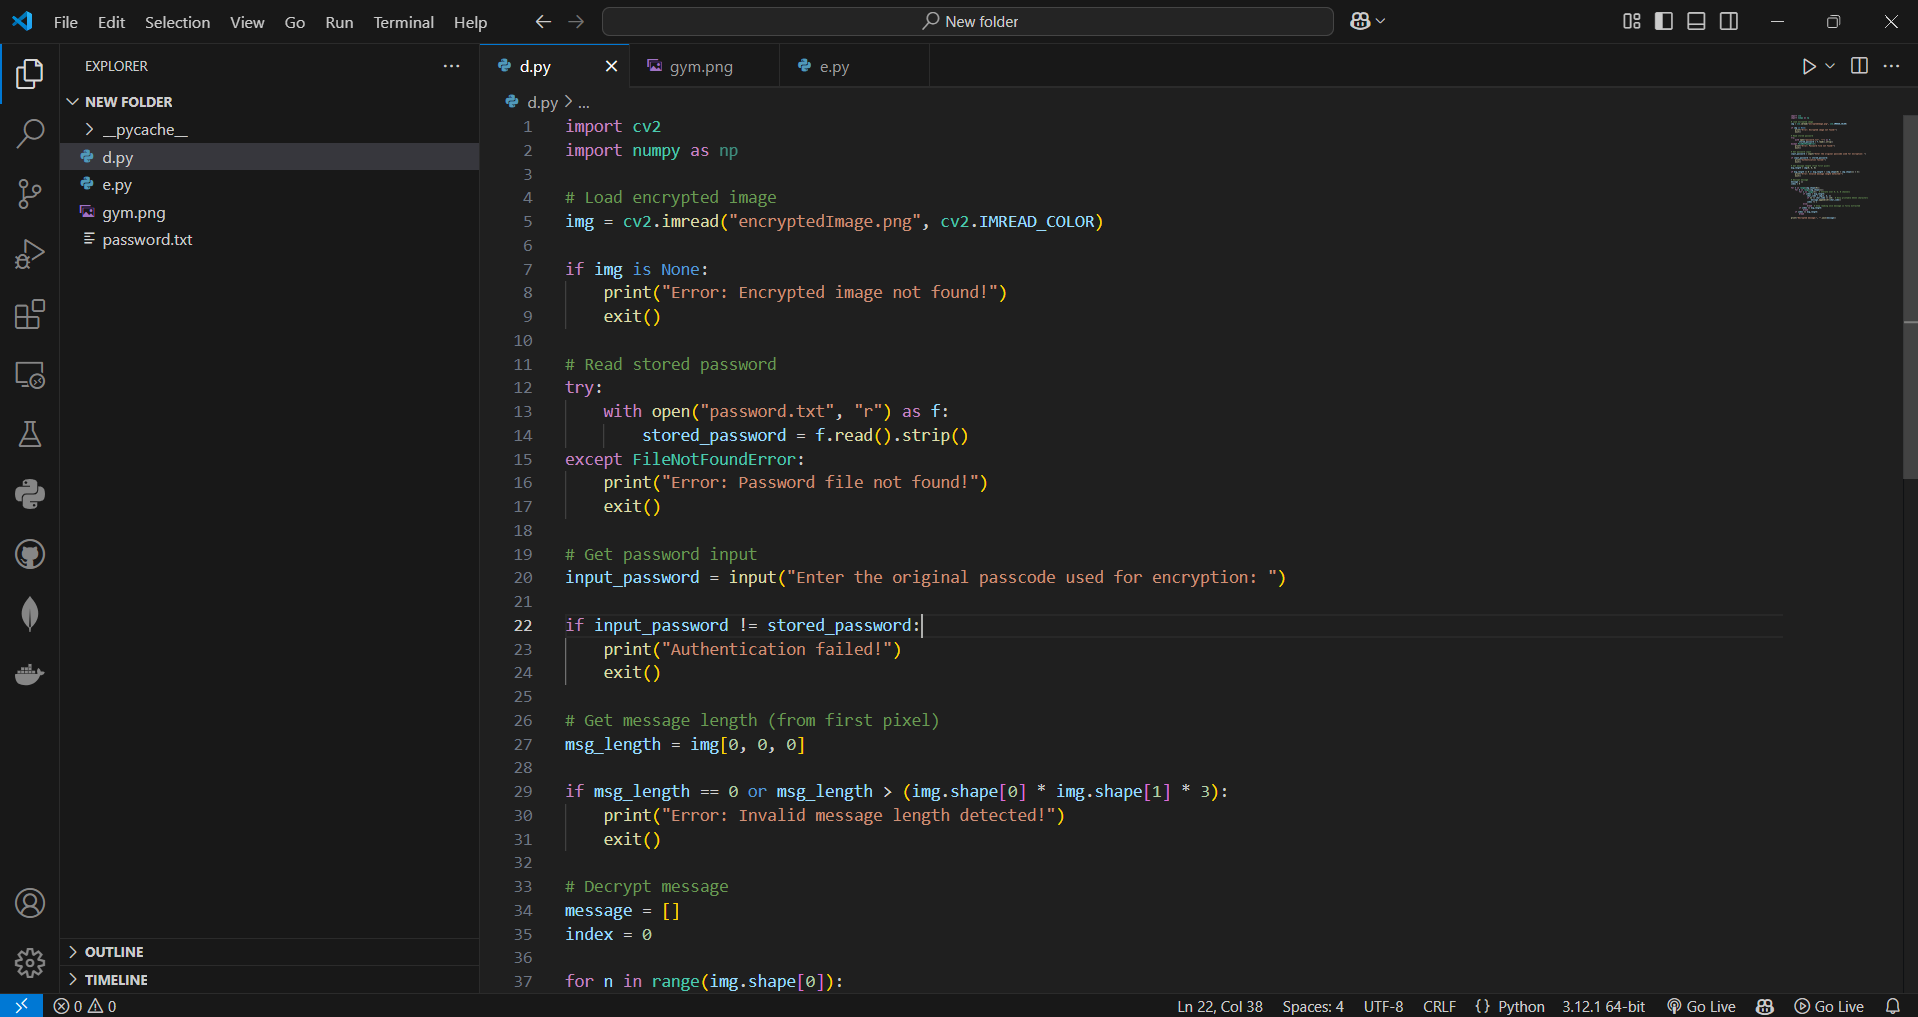 File Edit Selection View Go Run Terminal Help
New folder
EXPLORER
NEW FOLDER
__pycache__
d.py
e.py
gym.png
password.txt
OUTLINE
TIMELINE
d.py gym.png e.py
d.py > ...
1 import cv2
2 import numpy as np
3
4 # Load encrypted image
5 img = cv2.imread("encryptedImage.png", cv2.IMREAD_COLOR)
6
7 if img is None:
8     print("Error: Encrypted image not found!")
9     exit()
10
11 # Read stored password
12 try:
13     with open("password.txt", "r") as f:
14         stored_password = f.read().strip()
15 except FileNotFoundError:
16     print("Error: Password file not found!")
17     exit()
18
19 # Get password input
20 input_password = input("Enter the original passcode used for encryption: ")
21
22 if input_password != stored_password:
23     print("Authentication failed!")
24     exit()
25
26 # Get message length (from first pixel)
27 msg_length = img[0, 0, 0]
28
29 if msg_length == 0 or msg_length > (img.shape[0] * img.shape[1] * 3):
30     print("Error: Invalid message length detected!")
31     exit()
32
33 # Decrypt message
34 message = []
35 index = 0
36
37 for n in range(img.shape[0]):
0 0
Ln 22, Col 38 Spaces: 4 UTF-8 CRLF {} Python 3.12.1 64-bit Go Live Go Live